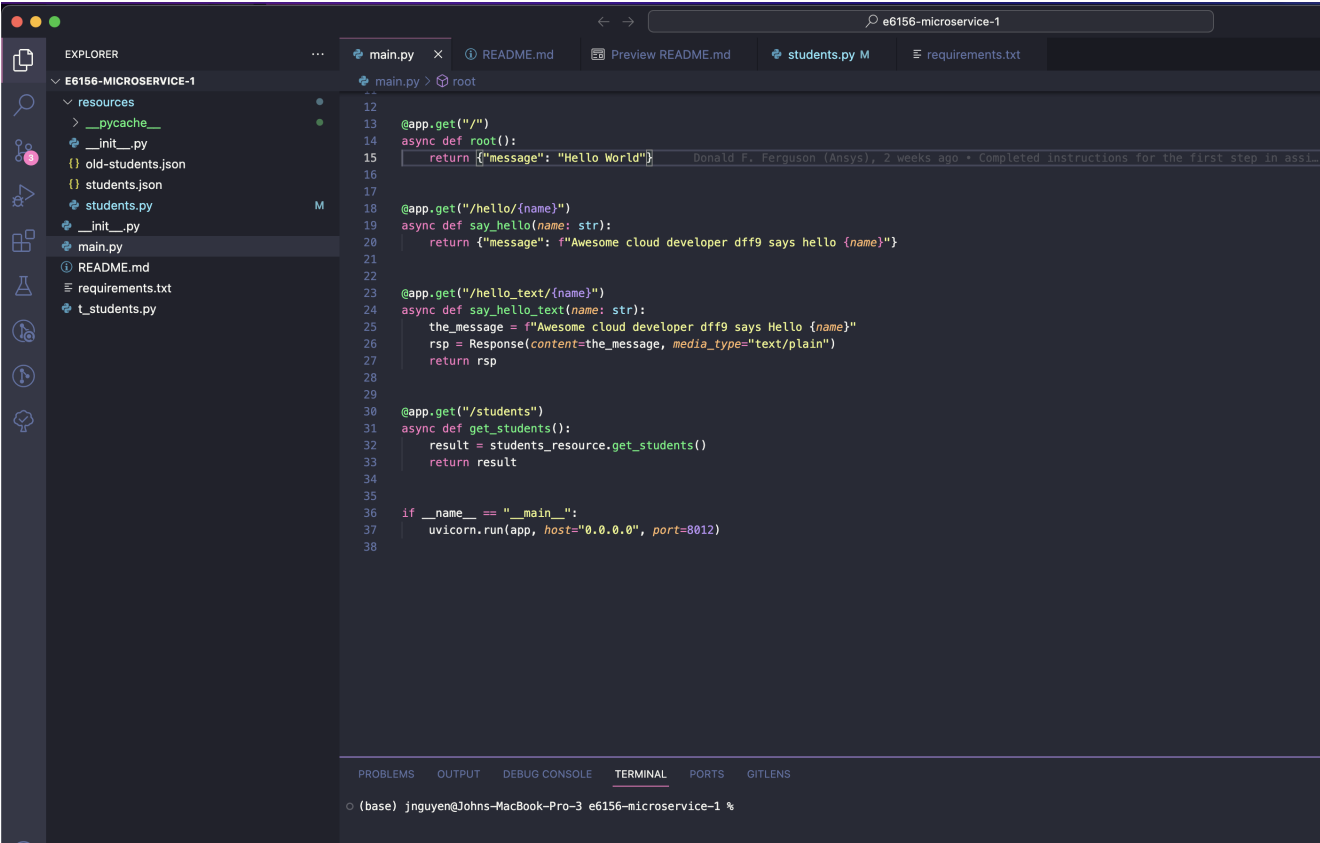 e6156-microservice-1
EXPLORER
E6156-MICROSERVICE-1
resources
__pycache__
__init__.py
{} old-students.json
{} students.json
students.py M
__init__.py
main.py
README.md
requirements.txt
t_students.py
3
main.py × README.md Preview README.md students.py M requirements.txt
main.py > root
11
12
13 @app.get("/")
14 async def root():
15 return {"message": "Hello World"} Donald F. Ferguson (Ansys), 2 weeks ago • Completed instructions for the first step in assi…
16
17
18 @app.get("/hello/{name}")
19 async def say_hello(name: str):
20 return {"message": f"Awesome cloud developer dff9 says hello {name}"}
21
22
23 @app.get("/hello_text/{name}")
24 async def say_hello_text(name: str):
25 the_message = f"Awesome cloud developer dff9 says Hello {name}"
26 rsp = Response(content=the_message, media_type="text/plain")
27 return rsp
28
29
30 @app.get("/students")
31 async def get_students():
32 result = students_resource.get_students()
33 return result
34
35
36 if __name__ == "__main__":
37 uvicorn.run(app, host="0.0.0.0", port=8012)
38
PROBLEMS OUTPUT DEBUG CONSOLE TERMINAL PORTS GITLENS
(base) jnguyen@Johns-MacBook-Pro-3 e6156-microservice-1 %